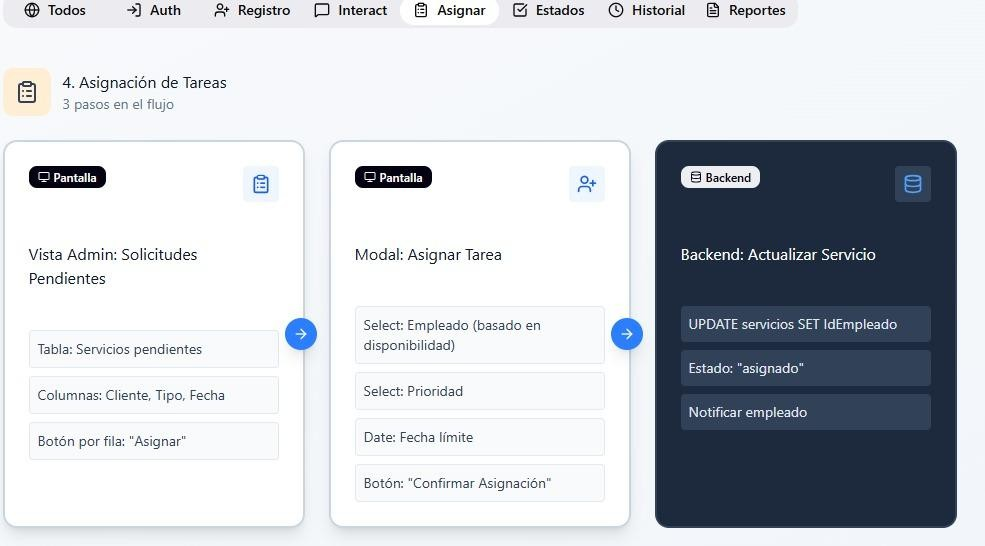 Todos
Auth
Registro
Interact
Asignar
Estados
Historial
Reportes
4. Asignación de Tareas
3 pasos en el flujo
Pantalla
Vista Admin: Solicitudes
Pendientes
Tabla: Servicios pendientes
Columnas: Cliente, Tipo, Fecha
Botón por fila: "Asignar"
Pantalla
Modal: Asignar Tarea
Select: Empleado (basado en
disponibilidad)
Select: Prioridad
Date: Fecha límite
Botón: "Confirmar Asignación"
Backend
Backend: Actualizar Servicio
UPDATE servicios SET IdEmpleado
Estado: "asignado"
Notificar empleado